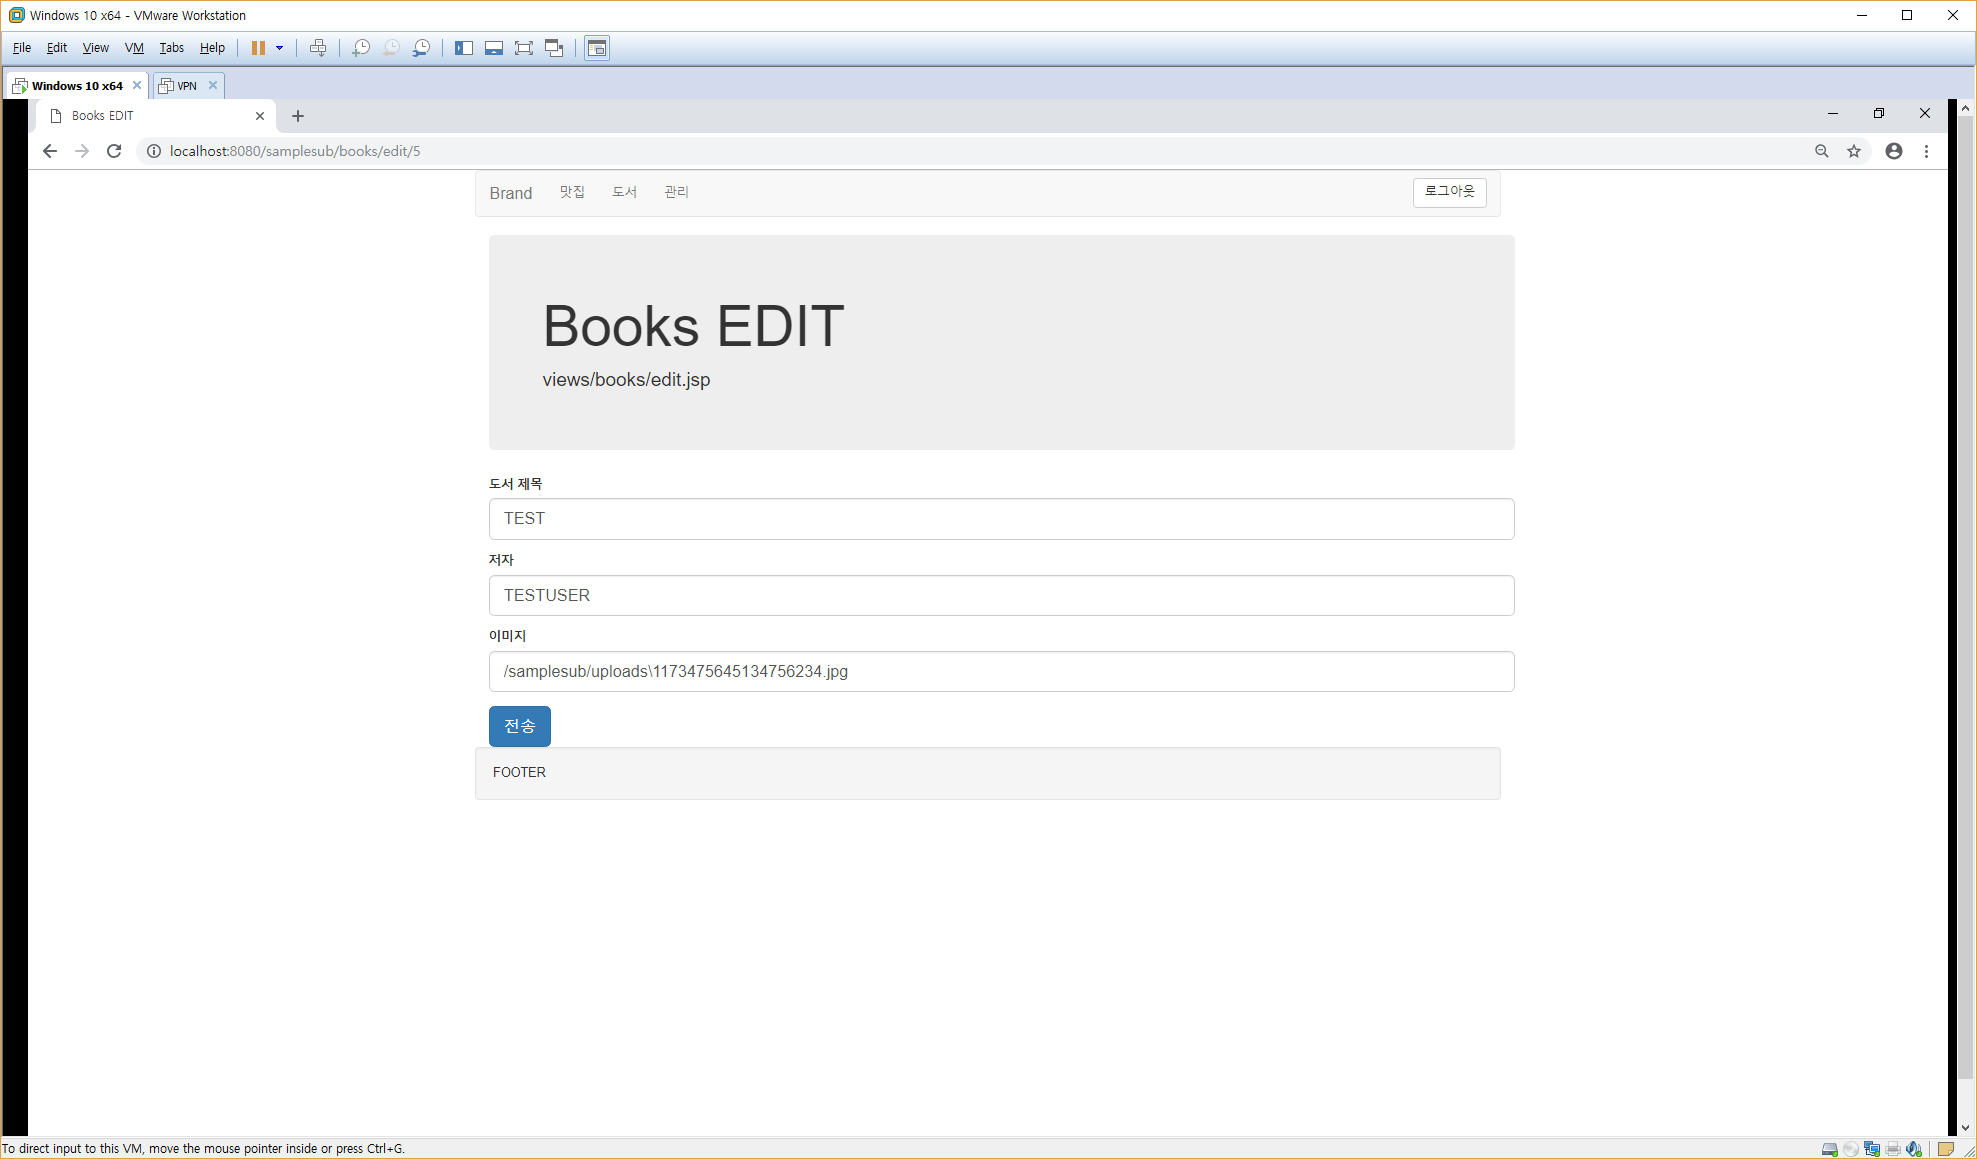 Windows 10 x64 - VMware Workstation
File Edit View VM Tabs Help
Windows 10 x64 VPN
Books EDIT
localhost:8080/samplesub/books/edit/5
Brand 맛집 도서 관리 로그아웃
Books EDIT
views/books/edit.jsp
도서 제목
TEST
저자
TESTUSER
이미지
/samplesub/uploads\1173475645134756234.jpg
전송
FOOTER
To direct input to this VM, move the mouse pointer inside or press Ctrl+G.